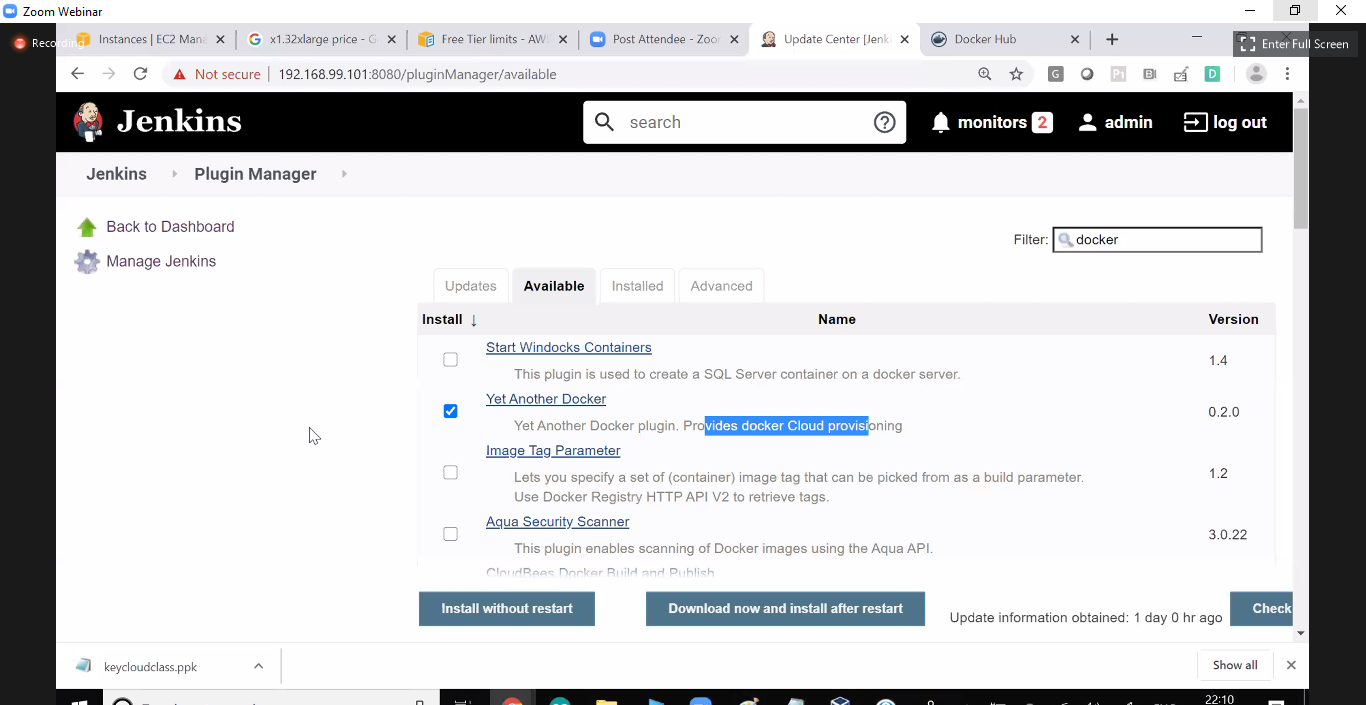 Zoom Webinar
Recording
Instances | EC2 Man
x1.32xlarge price - G
Free Tier limits - AW
Post Attendee - Zoo
Update Center [Jenk
Docker Hub
Enter Full Screen
Not secure
192.168.99.101:8080/pluginManager/available
Jenkins
search
monitors 2
admin
log out
Jenkins
Plugin Manager
Back to Dashboard
Manage Jenkins
Filter:
docker
Updates
Available
Installed
Advanced
Install ↓
Name
Version
Start Windocks Containers
This plugin is used to create a SQL Server container on a docker server.
1.4
Yet Another Docker
Yet Another Docker plugin. Provides docker Cloud provisioning
0.2.0
Image Tag Parameter
Lets you specify a set of (container) image tag that can be picked from as a build parameter.
Use Docker Registry HTTP API V2 to retrieve tags.
1.2
Aqua Security Scanner
This plugin enables scanning of Docker images using the Aqua API.
3.0.22
CloudBees Docker Build and Publish
Install without restart
Download now and install after restart
Update information obtained: 1 day 0 hr ago
Check
keycloudclass.ppk
Show all
22:10